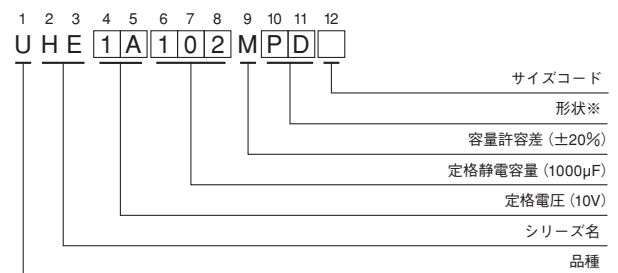 1 2 3 4 5 6 7 8 9 10 11 12
U H E 1 A 1 0 2 M P D
サイズコード
形状※
容量許容差 (±20%)
定格静電容量 (1000µF)
定格電圧 (10V)
シリーズ名
品種